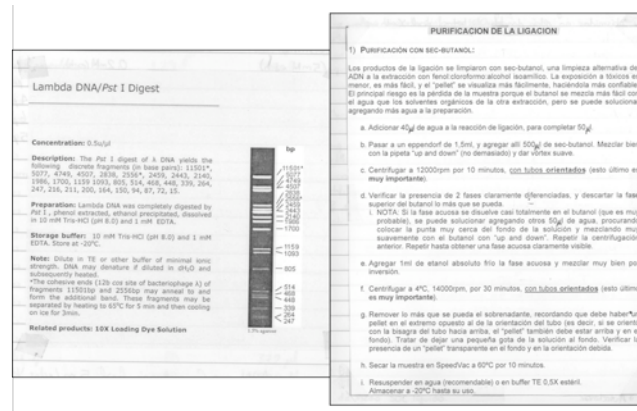 Lambda DNA/Pst I Digest
Concentration: 0.5u/µl
Description: The Pst I digest of λ DNA yields the
following discrete fragments (in base pairs): 11501*,
5077, 4749, 4507, 2838, 2556*, 2459, 2443, 2140,
1986, 1700, 1159 1093, 805, 514, 468, 448, 339, 264,
247, 216, 211, 200, 164, 150, 94, 87, 72, 15.
Preparation: Lambda DNA was completely digested by
Pst I , phenol extracted, ethanol precipitated, dissolved
in 10 mM Tris-HCl (pH 8.0) and 1 mM EDTA.
Storage buffer: 10 mM Tris-HCl (pH 8.0) and 1 mM
EDTA. Store at -20°C.
Note: Dilute in TE or other buffer of minimal ionic
strength. DNA may denature if diluted in dH2O and
subsequently heated.
*The cohesive ends (12b cos site of bacteriophage λ) of
fragments 11501bp and 2556bp may anneal to and
form the additional band. These fragments may be
separated by heating to 65°C for 5 min and then cooling
on ice for 3min.
Related products: 10X Loading Dye Solution
bp
11501*
5077
4749
4507
2838
2556*
2459
2443
2140
1986
1700
1159
1093
805
514
468
448
339
264
247
PURIFICACION DE LA LIGACION
1) PURIFICACIÓN CON SEC-BUTANOL:
Los productos de la ligación se limpiaron con sec-butanol, una limpieza alternativa de
ADN a la extracción con fenol:cloroformo alcohol isoamílico. La exposición a tóxicos es
menor, es más fácil, y el "pellet" se visualiza más fácilmente, haciéndola más confiable.
El principal riesgo es la pérdida de la muestra porque el butanol se mezcla más fácil con
el agua que los solventes orgánicos de la otra extracción, pero se puede solucionar
agregando más agua a la preparación.
a. Adicionar 40µl de agua a la reacción de ligación, para completar 50µl.
b. Pasar a un eppendorf de 1,5ml, y agregar allí 500µl de sec-butanol. Mezclar bien
con la pipeta "up and down" (no demasiado) y dar vórtex suave.
c. Centrifugar a 12000rpm por 10 minutos, con tubos orientados (esto último es
muy importante).
d. Verificar la presencia de 2 fases claramente diferenciadas, y descartar la fase
superior del butanol lo más que se pueda.
i. NOTA: Si la fase acuosa se disuelve casi totalmente en el butanol (que es muy
probable), se puede solucionar agregando otros 50µl de agua, procurando
colocar la punta muy cerca del fondo de la solución y mezclando muy
suavemente con el butanol con "up and down". Repetir la centrifugación
anterior. Repetir hasta obtener una fase acuosa claramente visible.
e. Agregar 1ml de etanol absoluto frío la fase acuosa y mezclar muy bien por
inversión.
f. Centrifugar a 4°C, 14000rpm, por 30 minutos, con tubos orientados (esto último
es muy importante).
g. Remover lo más que se pueda el sobrenadante, recordando que debe haber un
pellet en el extremo opuesto al de la orientación del tubo (es decir, si se orientó
con la bisagra del tubo hacia arriba, el "pellet" también debe estar arriba y en el
fondo). Tratar de dejar una pequeña gota de la solución al fondo. Verificar la
presencia de un "pellet" transparente en el fondo y en la orientación debida.
h. Secar la muestra en SpeedVac a 60°C por 10 minutos.
i. Resuspender en agua (recomendable) o en buffer TE 0,5X estéril.
Almacenar a -20°C hasta su uso.